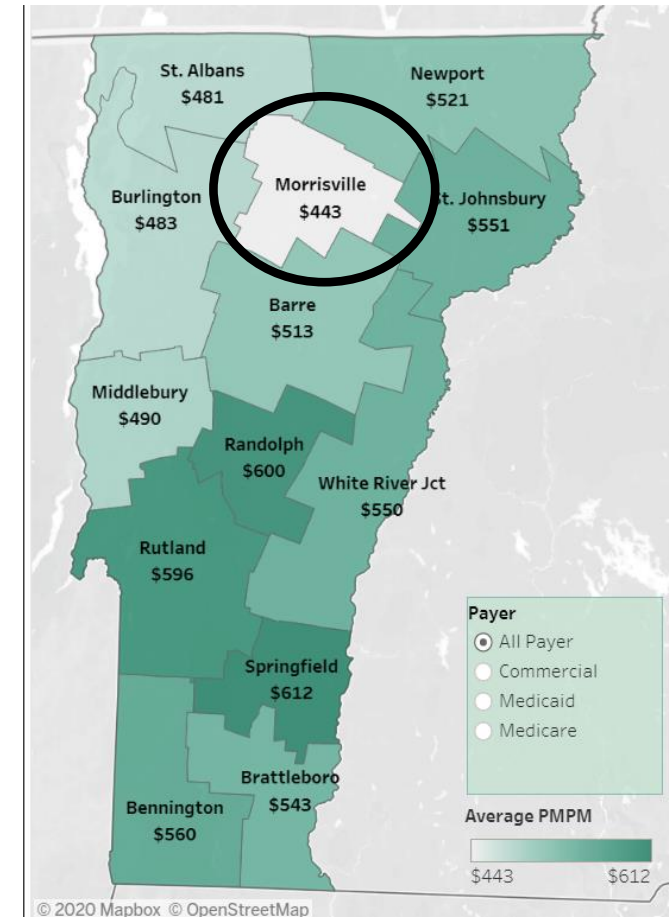 St. Albans
$481
Newport
$521
Morrisville
$443
St. Johnsbury
$551
Burlington
$483
Barre
$513
Middlebury
$490
Randolph
$600
White River Jct
$550
Rutland
$596
Springfield
$612
Brattleboro
$543
Bennington
$560
Payer
All Payer
Commercial
Medicaid
Medicare
Average PMPM
$443 $612
© 2020 Mapbox © OpenStreetMap